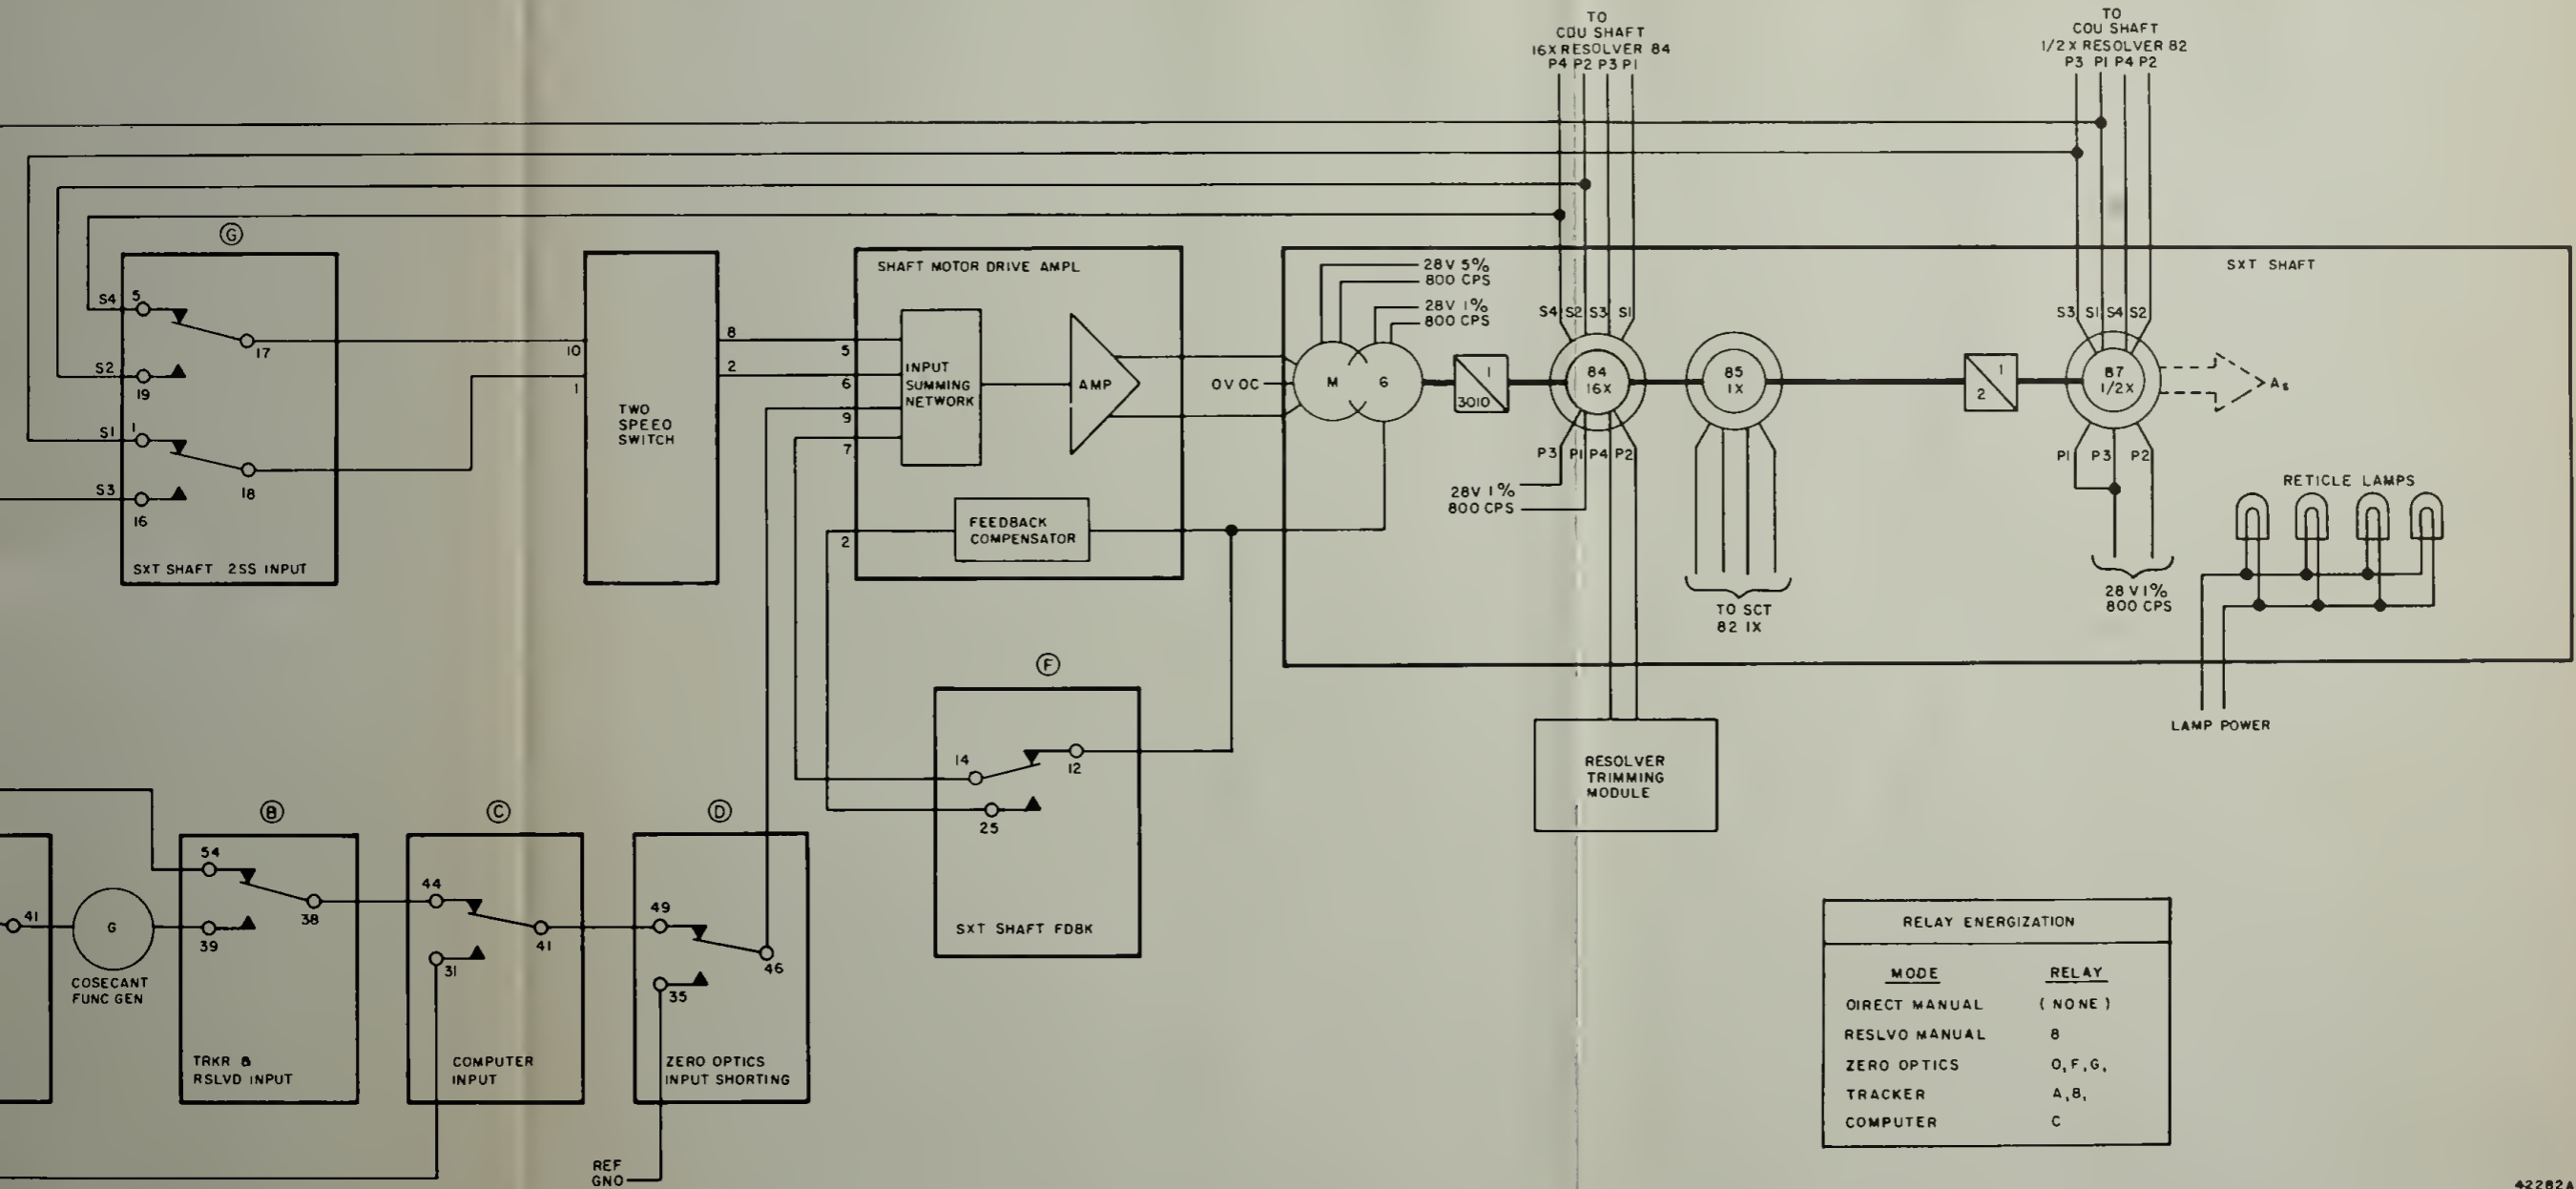 TO
CDU SHAFT
16X RESOLVER 84
P4 P2 P3 P1
TO
CDU SHAFT
1/2 X RESOLVER 82
P3 P1 P4 P2
G
S4 5
17
S2
19
S1 1
18
S3
16
SXT SHAFT 2SS INPUT
10
1
TWO
SPEED
SWITCH
8
2
SHAFT MOTOR DRIVE AMPL
5
6
9
7
2
INPUT
SUMMING
NETWORK
AMP
FEEDBACK
COMPENSATOR
SXT SHAFT
28V 5%
800 CPS
28V 1%
800 CPS
0V DC
M G
1
3010
S4 S2 S3 S1
84
16X
P3 P1 P4 P2
28V 1%
800 CPS
85
1X
TO SCT
82 1X
1
2
S3 S1 S4 S2
87
1/2X
As
P1 P3 P2
28V 1%
800 CPS
RETICLE LAMPS
LAMP POWER
RESOLVER
TRIMMING
MODULE
F
14
12
25
SXT SHAFT FDBK
41
G
COSECANT
FUNC GEN
B
54
38
39
TRKR &
RSLVD INPUT
C
44
41
31
COMPUTER
INPUT
D
49
46
35
ZERO OPTICS
INPUT SHORTING
REF
GND
RELAY ENERGIZATION
MODE RELAY
DIRECT MANUAL (NONE)
RESLVD MANUAL B
ZERO OPTICS D,F,G,
TRACKER A,B,
COMPUTER C
42282A